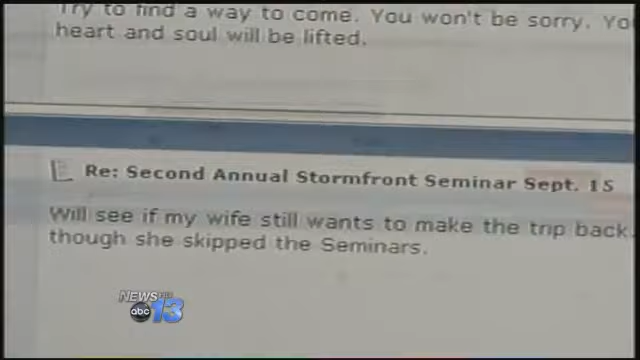 Try to find a way to come. You won't be sorry. Yo
heart and soul will be lifted.
Re: Second Annual Stormfront Seminar Sept. 15
Will see if my wife still wants to make the trip back
though she skipped the Seminars.
NEWS
abc 13